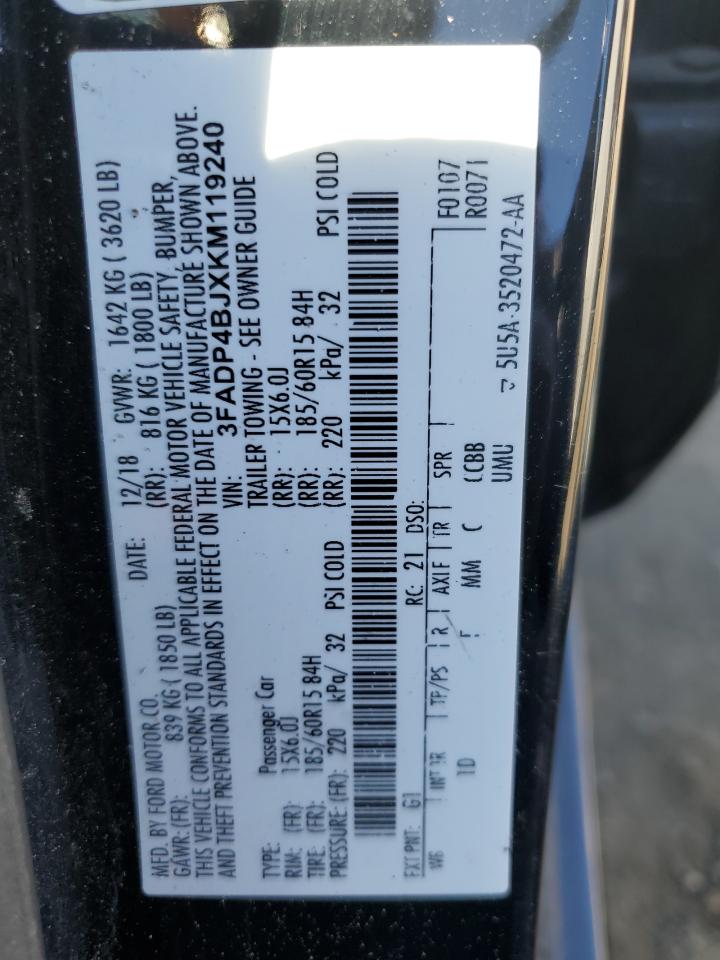 MFD. BY FORD MOTOR CO.
DATE: 12/18 GVWR: 1642 KG ( 3620 LB)
GAWR: (FR): 839 KG ( 1850 LB) (RR): 816 KG ( 1800 LB)
THIS VEHICLE CONFORMS TO ALL APPLICABLE FEDERAL MOTOR VEHICLE SAFETY, BUMPER,
AND THEFT PREVENTION STANDARDS IN EFFECT ON THE DATE OF MANUFACTURE SHOWN ABOVE.
VIN: 3FADP4BJXKM119240
TYPE: Passenger Car TRAILER TOWING - SEE OWNER GUIDE
RIM: (FR): 15X6.0J (RR): 15X6.0J
TIRE: (FR): 185/60R15 84H (RR): 185/60R15 84H
PRESSURE: (FR): 220 kPa/ 32 PSI COLD (RR): 220 kPa/ 32 PSI COLD
EXT PNT: G1 RC: 21 DSO: F0167
R0071
INT TR TP/PS R AXLE TR SPR
W6 ID MM C CCBB
UMU
5U5A-3520472-AA